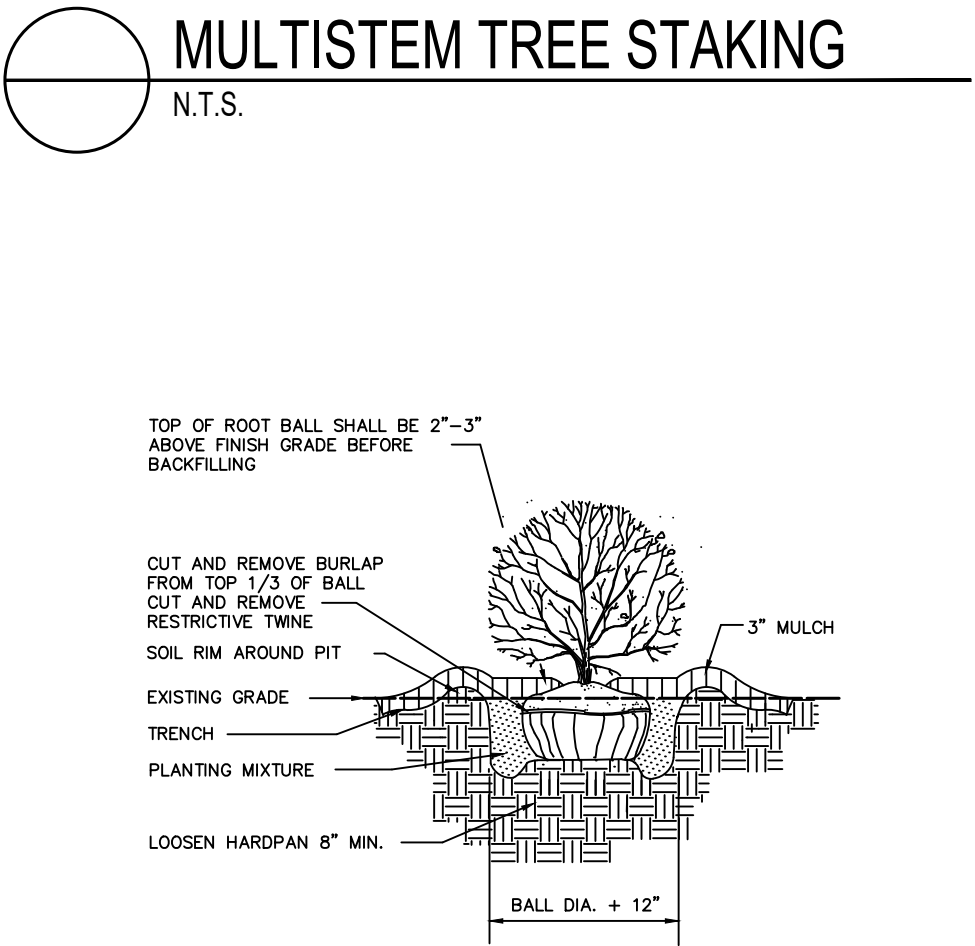 MULTISTEM TREE STAKING
N.T.S.
TOP OF ROOT BALL SHALL BE 2"-3"
ABOVE FINISH GRADE BEFORE
BACKFILLING
CUT AND REMOVE BURLAP
FROM TOP 1/3 OF BALL
CUT AND REMOVE
RESTRICTIVE TWINE
3" MULCH
SOIL RIM AROUND PIT
EXISTING GRADE
TRENCH
PLANTING MIXTURE
LOOSEN HARDPAN 8" MIN.
BALL DIA. + 12"